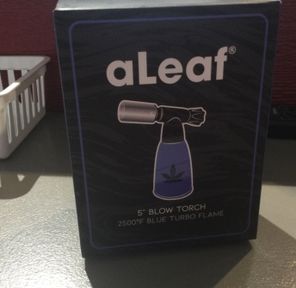 aLeaf®
5" BLOW TORCH
2500°F BLUE TURBO FLAME